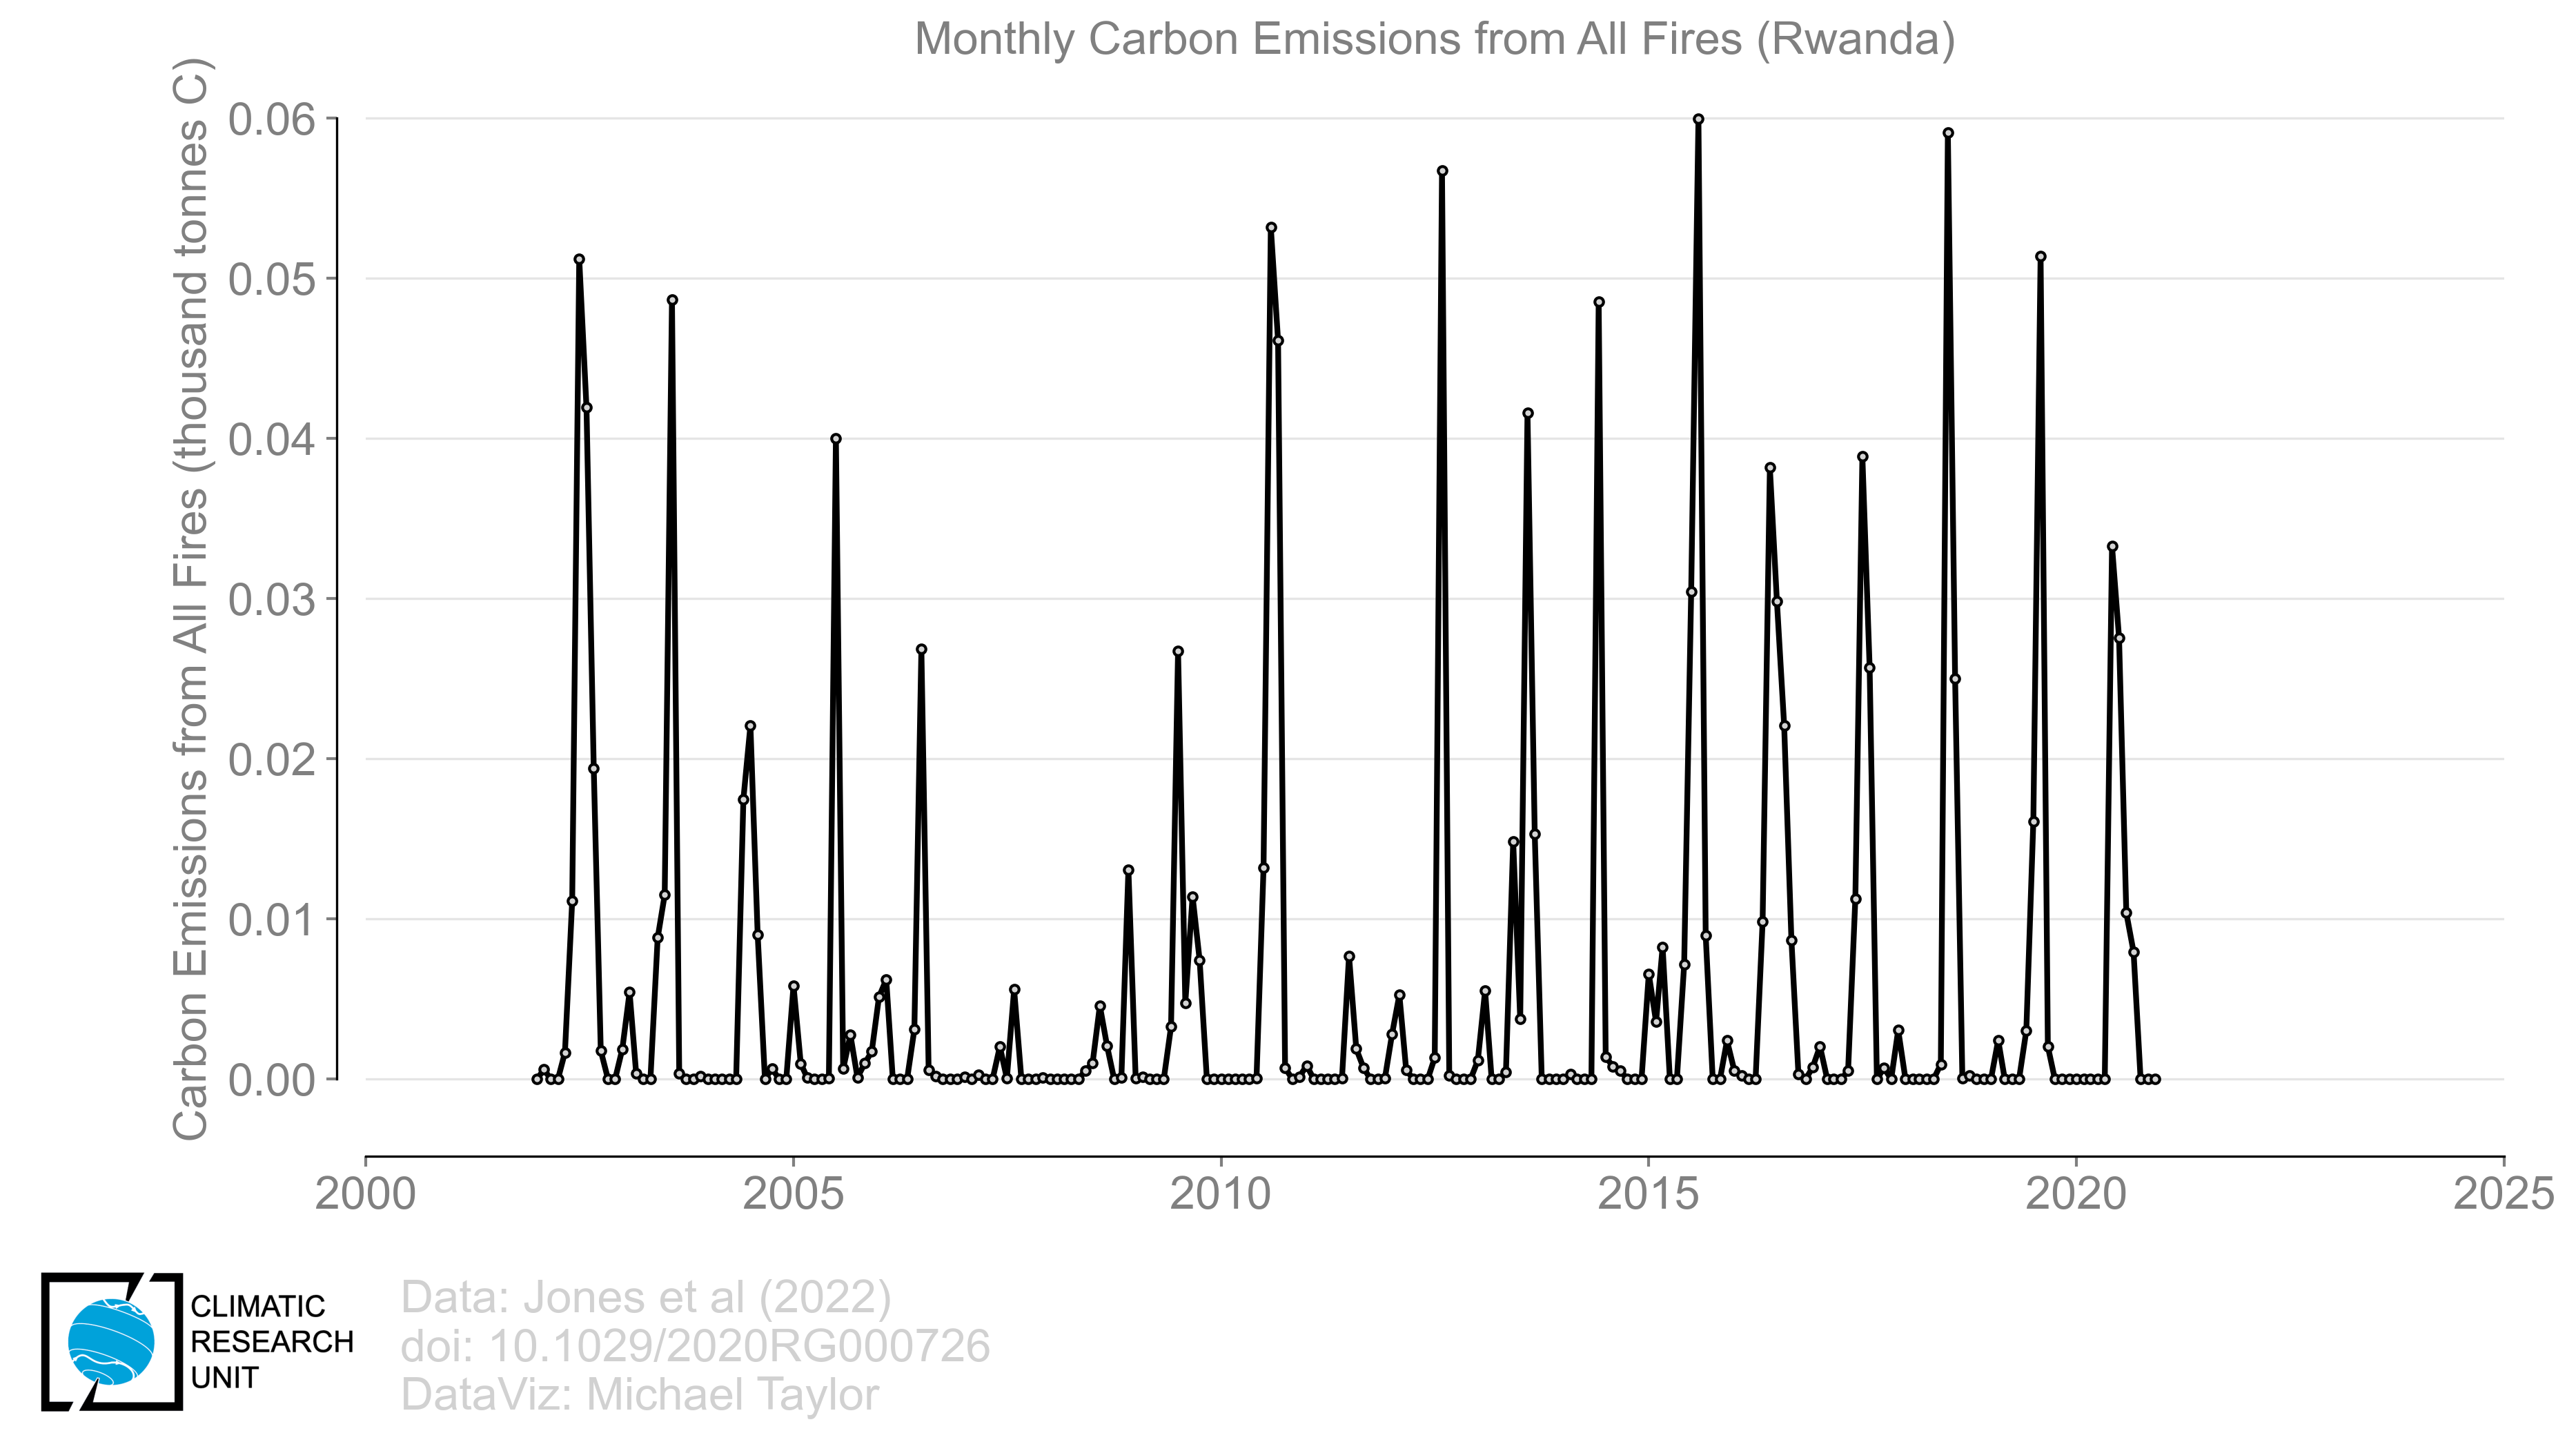 Monthly Carbon Emissions from All Fires (Rwanda)
Carbon Emissions from All Fires (thousand tonnes C)
0.06
0.05
0.04
0.03
0.02
0.01
0.00
2000
2005
2010
2015
2020
2025
CLIMATIC
RESEARCH
UNIT
Data: Jones et al (2022)
doi: 10.1029/2020RG000726
DataViz: Michael Taylor